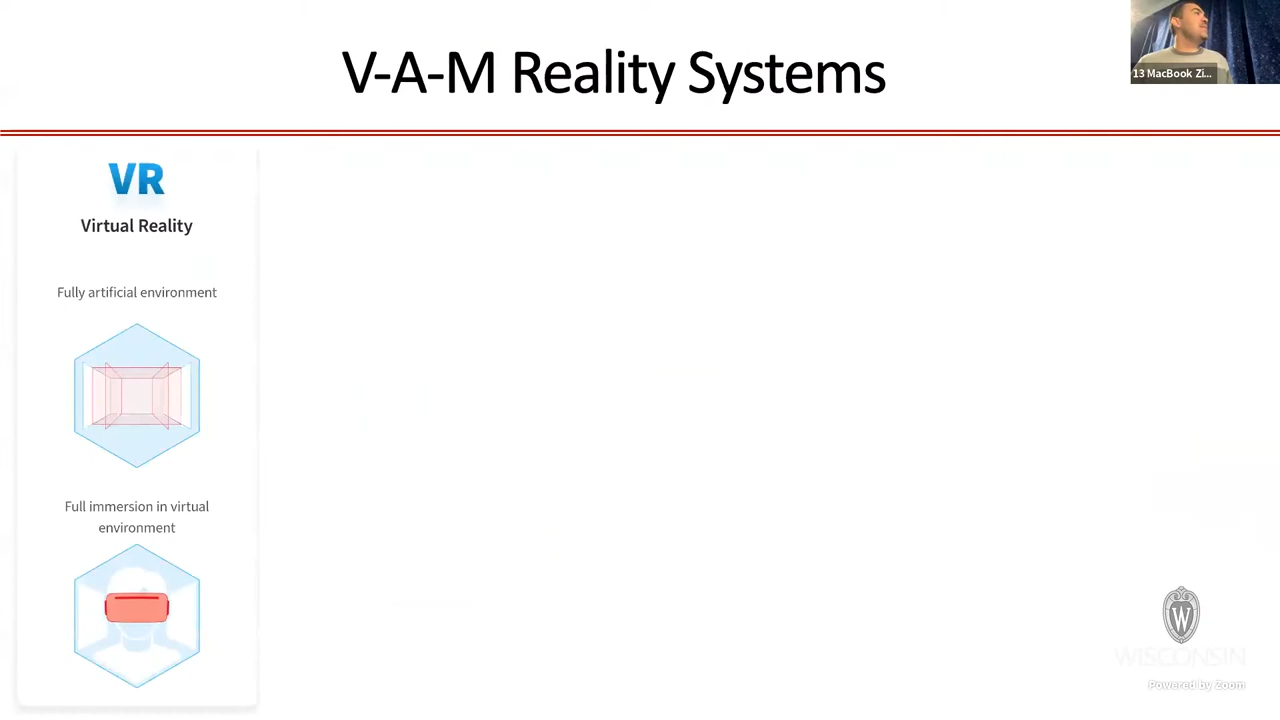 V-A-M Reality Systems
13 MacBook Zi...
VR
Virtual Reality
Fully artificial environment
Full immersion in virtual
environment
W
WISCONSIN
Powered by Zoom